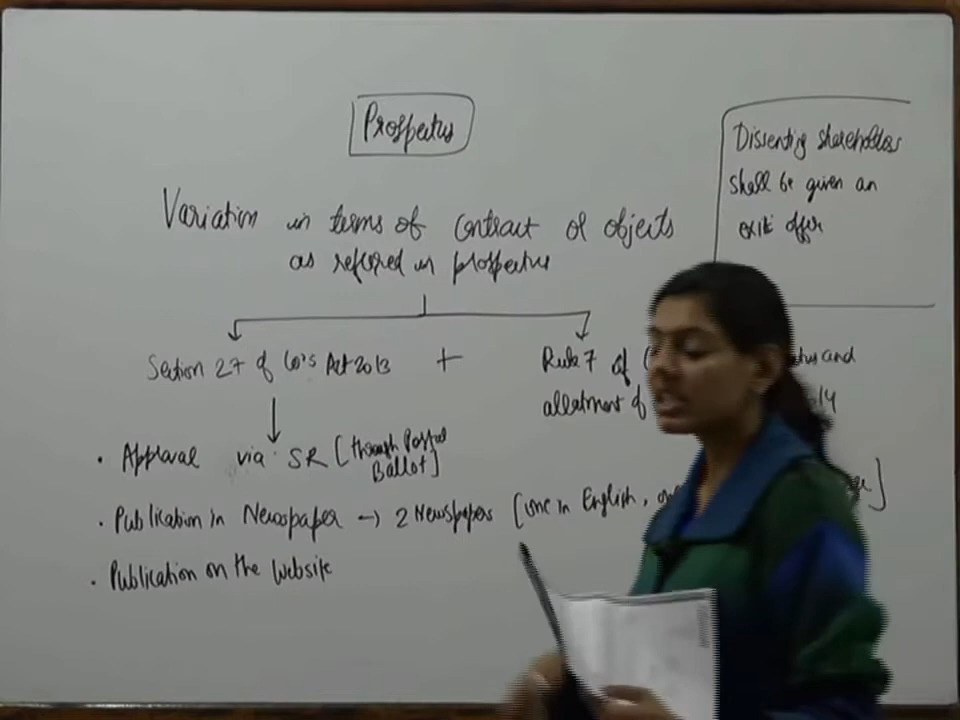 Prospectus
Dissenting shareholders
shall be given an
exit offer
Variation in terms of contract or objects
as referred in prospectus
Section 27 of Co's Act 2013 + Rule 7 of (
allotment of 14
• Approval via SR [through Postal
Ballot]
• Publication in Newspaper → 2 Newspapers [one in English,
• Publication on the Website